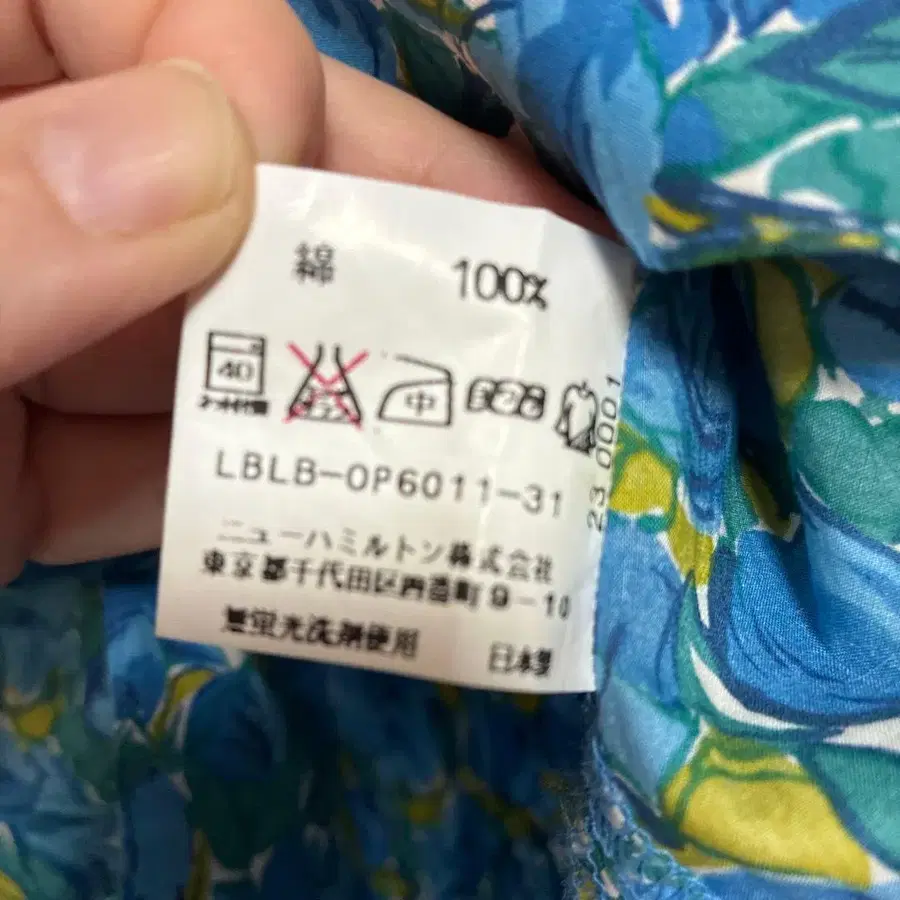 綿 100%
40
中
LBLB-OP6011-31
23 0001
ニューハミルトン株式会社
東京都千代田区四番町9-10
無蛍光洗剤使用 日本製